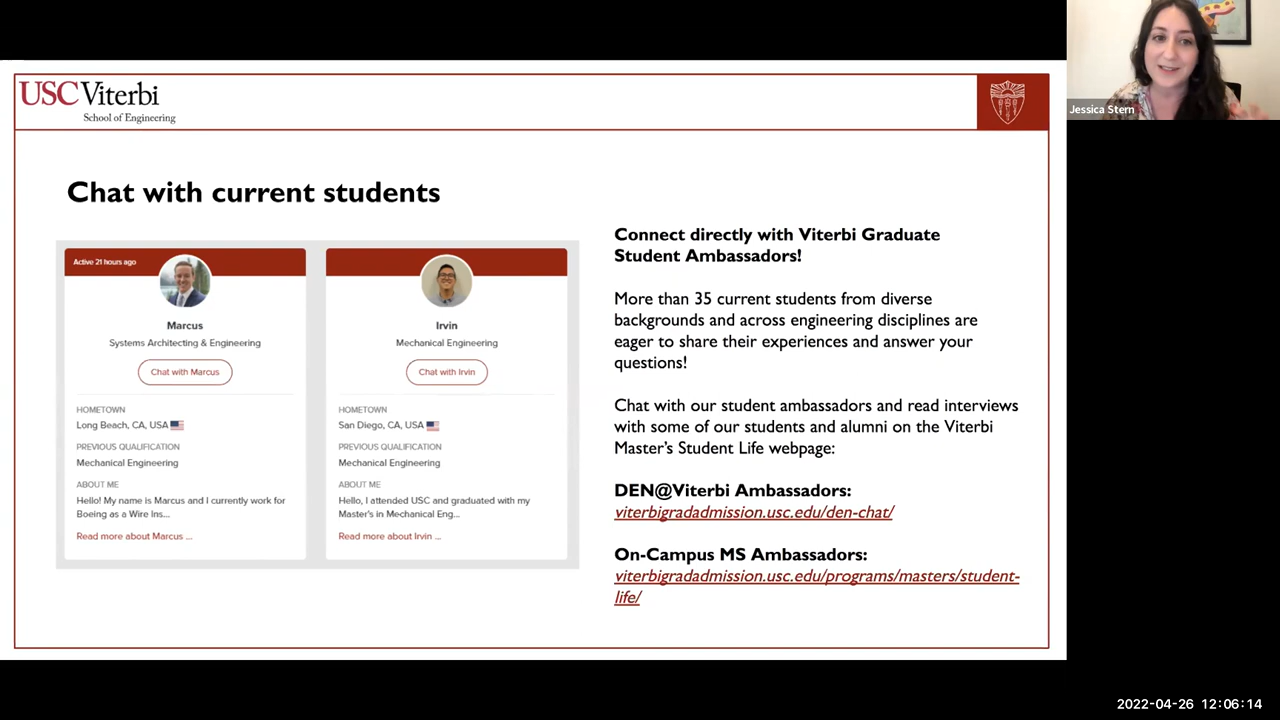 USC Viterbi
School of Engineering
Jessica Stern
Chat with current students
Active 21 hours ago
Marcus
Systems Architecting & Engineering
Chat with Marcus
HOMETOWN
Long Beach, CA, USA
PREVIOUS QUALIFICATION
Mechanical Engineering
ABOUT ME
Hello! My name is Marcus and I currently work for
Boeing as a Wire Ins...
Read more about Marcus ...
Irvin
Mechanical Engineering
Chat with Irvin
HOMETOWN
San Diego, CA, USA
PREVIOUS QUALIFICATION
Mechanical Engineering
ABOUT ME
Hello, I attended USC and graduated with my
Master's in Mechanical Eng...
Read more about Irvin ...
Connect directly with Viterbi Graduate
Student Ambassadors!
More than 35 current students from diverse
backgrounds and across engineering disciplines are
eager to share their experiences and answer your
questions!
Chat with our student ambassadors and read interviews
with some of our students and alumni on the Viterbi
Master's Student Life webpage:
DEN@Viterbi Ambassadors:
viterbigradadmission.usc.edu/den-chat/
On-Campus MS Ambassadors:
viterbigradadmission.usc.edu/programs/masters/student-
life/
2022-04-26 12:06:14